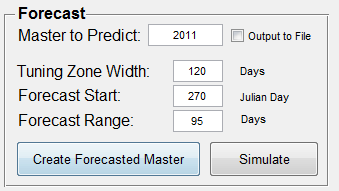 Forecast
Master to Predict: 2011 Output to File
Tuning Zone Width: 120 Days
Forecast Start: 270 Julian Day
Forecast Range: 95 Days
Create Forecasted Master Simulate